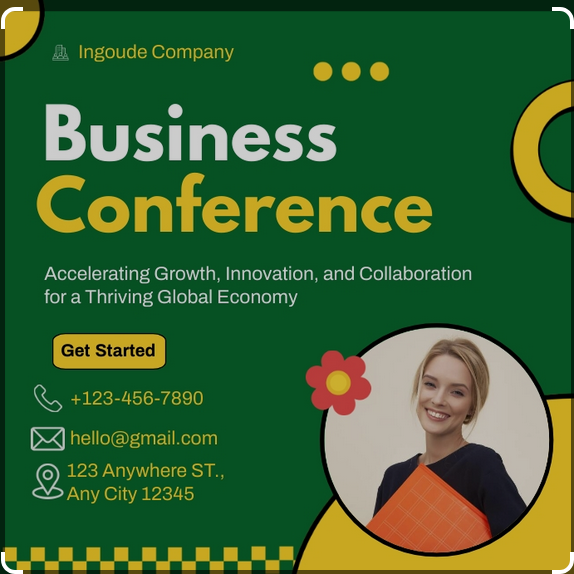 Ingoude Company
Business
Conference
Accelerating Growth, Innovation, and Collaboration
for a Thriving Global Economy
Get Started
+123-456-7890
hello@gmail.com
123 Anywhere ST.,
Any City 12345